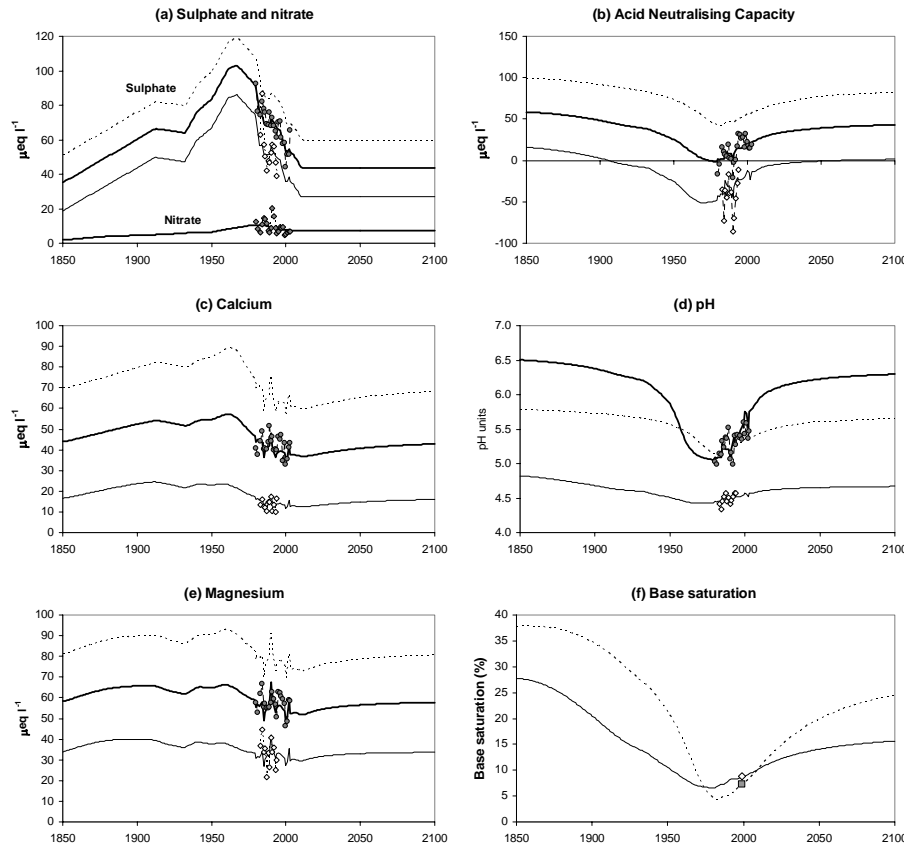 (a) Sulphate and nitrate
120
100
80
60
40
20
0
µeq l⁻¹
Sulphate
Nitrate
1850 1900 1950 2000 2050 2100
(b) Acid Neutralising Capacity
150
100
50
0
-50
-100
µeq l⁻¹
1850 1900 1950 2000 2050 2100
(c) Calcium
100
90
80
70
60
50
40
30
20
10
0
µeq l⁻¹
1850 1900 1950 2000 2050 2100
(d) pH
7.0
6.5
6.0
5.5
5.0
4.5
4.0
pH units
1850 1900 1950 2000 2050 2100
(e) Magnesium
100
90
80
70
60
50
40
30
20
10
0
µeq l⁻¹
1850 1900 1950 2000 2050 2100
(f) Base saturation
40
35
30
25
20
15
10
5
0
Base saturation (%)
1850 1900 1950 2000 2050 2100